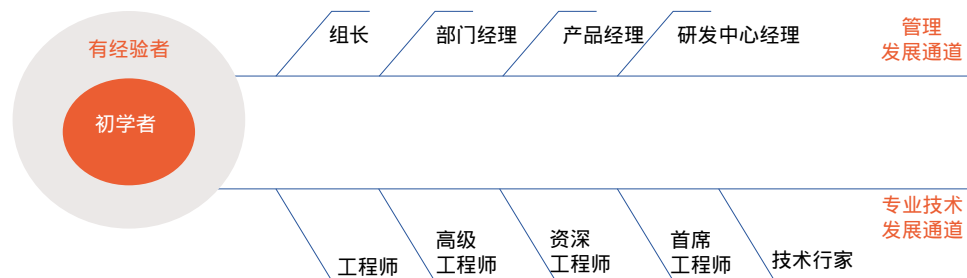 有经验者
初学者
组长
部门经理
产品经理
研发中心经理
管理
发展通道
工程师
高级
工程师
资深
工程师
首席
工程师
技术行家
专业技术
发展通道